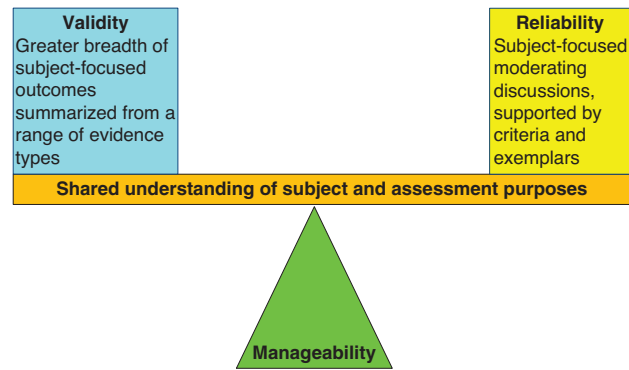 Validity
Greater breadth of
subject-focused
outcomes
summarized from a
range of evidence
types
Reliability
Subject-focused
moderating
discussions,
supported by
criteria and
exemplars
Shared understanding of subject and assessment purposes
Manageability